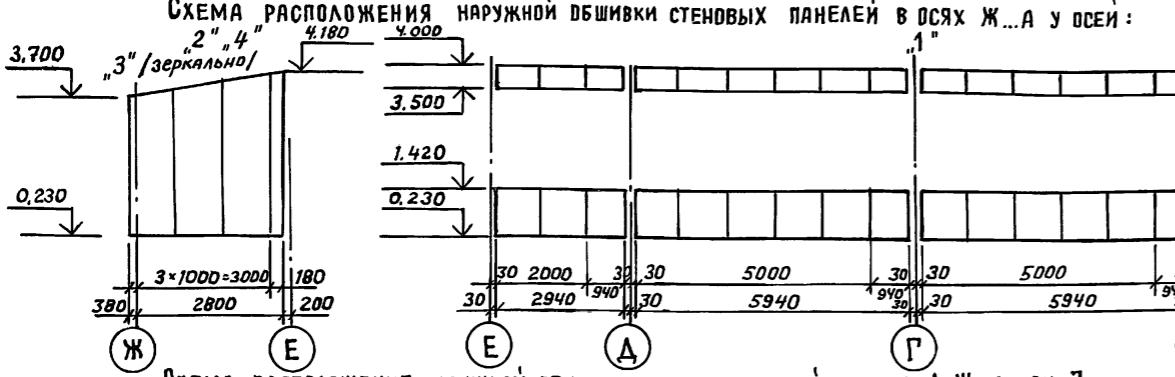 Схема расположения наружной обшивки стеновых панелей в осях Ж...А у осей:
„2" „4" 4.180 4.000 „1"
3.700 „3" /зеркально/
3.500
1.420
0,230 0,230
3×1000=3000 180 30 2000 30 30 5000 30 30 5000
380 2800 200 30 2940 940 30 5940 940 30 30 5940
Ж Е Е Д Г